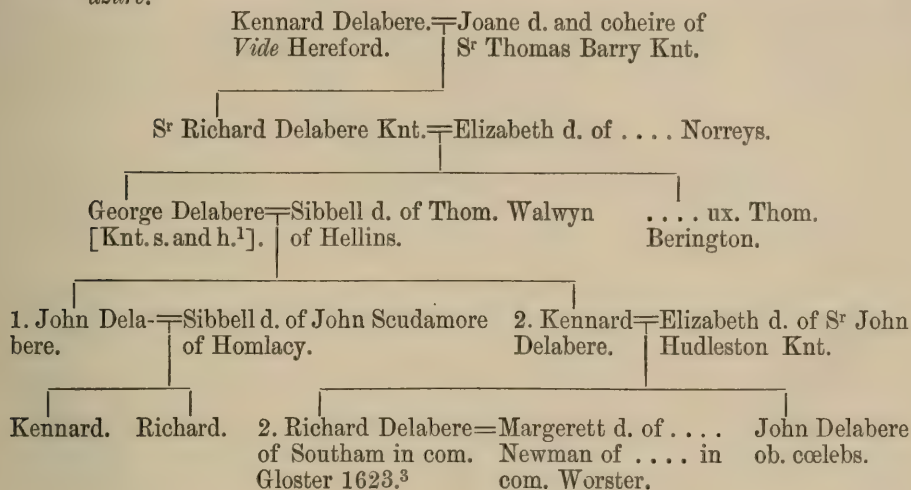 azure.
Kennard Delabere.=Joane d. and coheire of
Vide Hereford. Sʳ Thomas Barry Knt.
Sʳ Richard Delabere Knt.=Elizabeth d. of . . . . Norreys.
George Delabere=Sibbell d. of Thom. Walwyn . . . . ux. Thom.
[Knt. s. and h.¹]. of Hellins. Berington.
1. John Dela-=Sibbell d. of John Scudamore 2. Kennard=Elizabeth d. of Sʳ John
bere. of Homlacy. Delabere. Hudleston Knt.
Kennard. Richard. 2. Richard Delabere=Margerett d. of . . . . John Delabere
of Southam in com. Newman of . . . . in ob. cœlebs.
Gloster 1623.³ com. Worster.